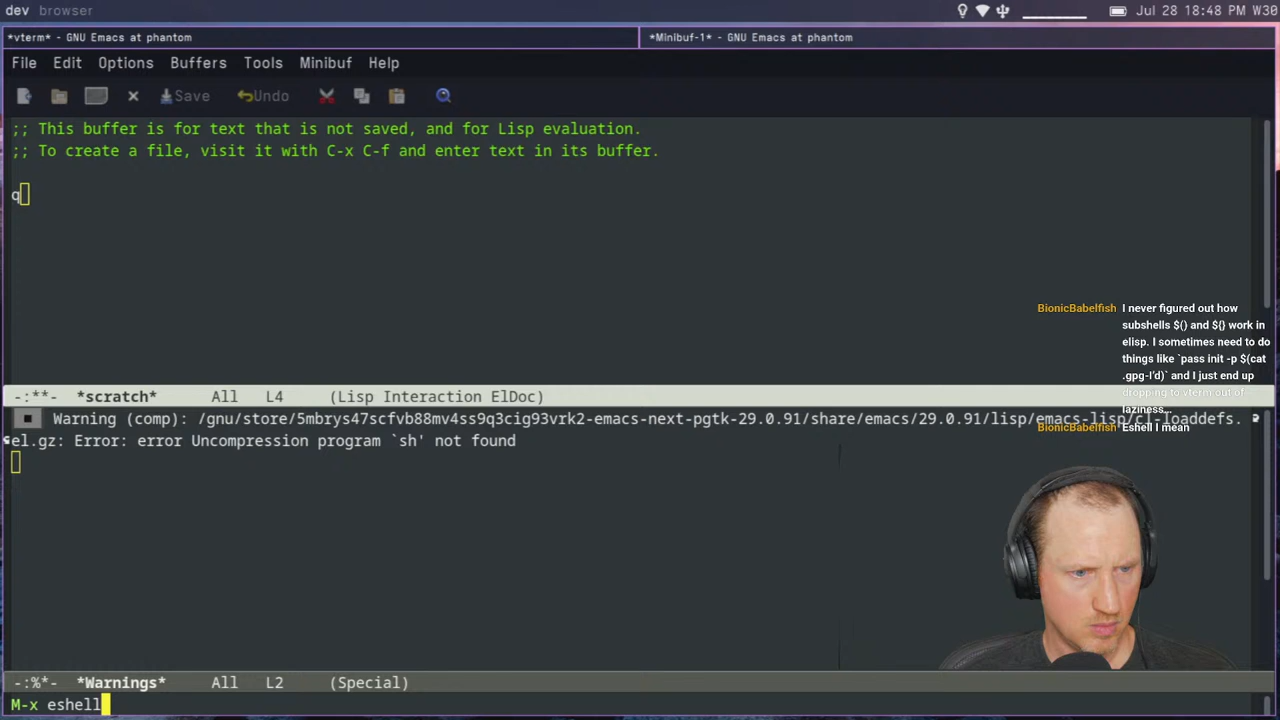 dev browser
Jul 28 18:48 PM W30
*vterm* - GNU Emacs at phantom
*Minibuf-1* - GNU Emacs at phantom
File Edit Options Buffers Tools Minibuf Help
Save Undo
;; This buffer is for text that is not saved, and for Lisp evaluation.
;; To create a file, visit it with C-x C-f and enter text in its buffer.
q
BionicBabelfish I never figured out how
subshells $() and ${} work in
elisp. I sometimes need to do
things like `pass init -p $(cat
.gpg-I'd)` and I just end up
dropping to vterm out of
laziness...
BionicBabelfish Eshell I mean
-:**- *scratch* All L4 (Lisp Interaction ElDoc)
■ Warning (comp): /gnu/store/5mbrys47scfvb88mv4ss9q3cig93vrk2-emacs-next-pgtk-29.0.91/share/emacs/29.0.91/lisp/emacs-lisp/cl-loaddefs.
el.gz: Error: error Uncompression program `sh' not found
-:%*- *Warnings* All L2 (Special)
M-x eshell